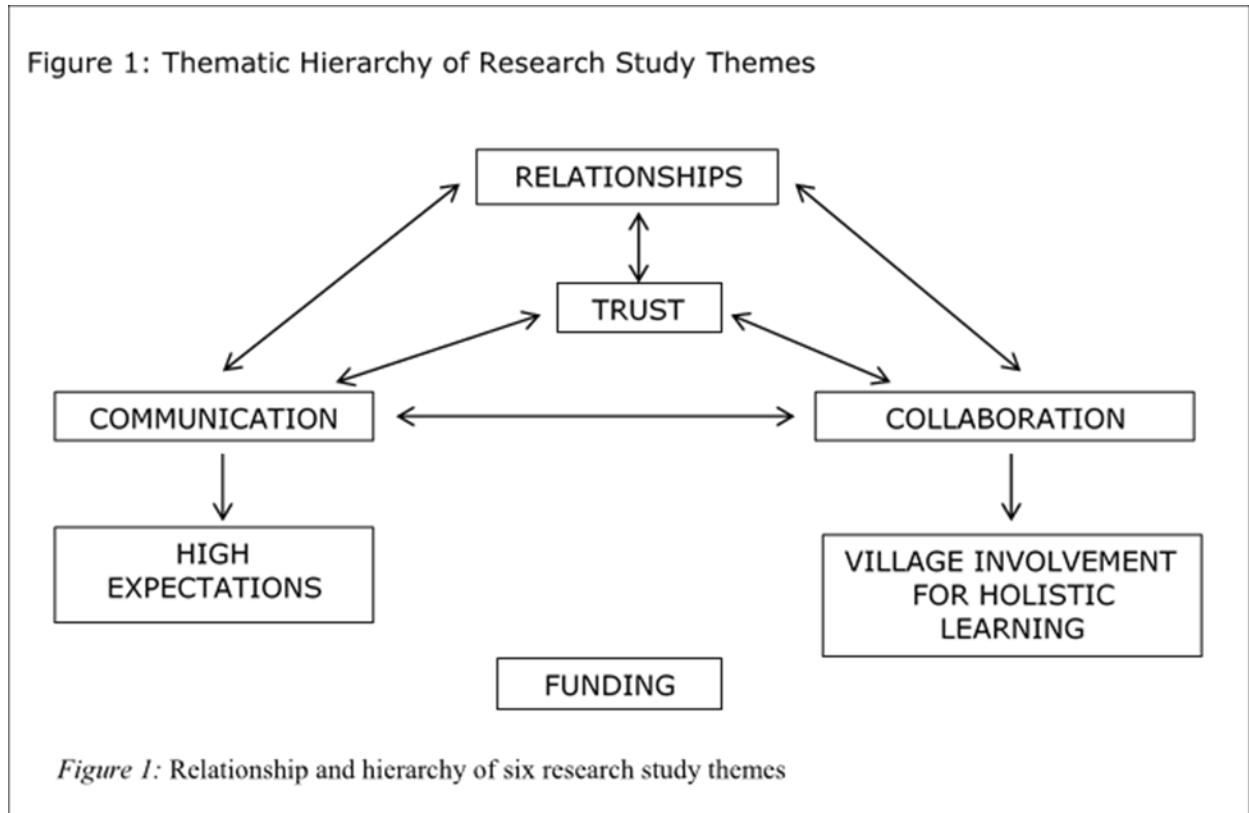 Figure 1: Thematic Hierarchy of Research Study Themes
RELATIONSHIPS
TRUST
COMMUNICATION
COLLABORATION
HIGH
EXPECTATIONS
VILLAGE INVOLVEMENT
FOR HOLISTIC
LEARNING
FUNDING
Figure 1: Relationship and hierarchy of six research study themes